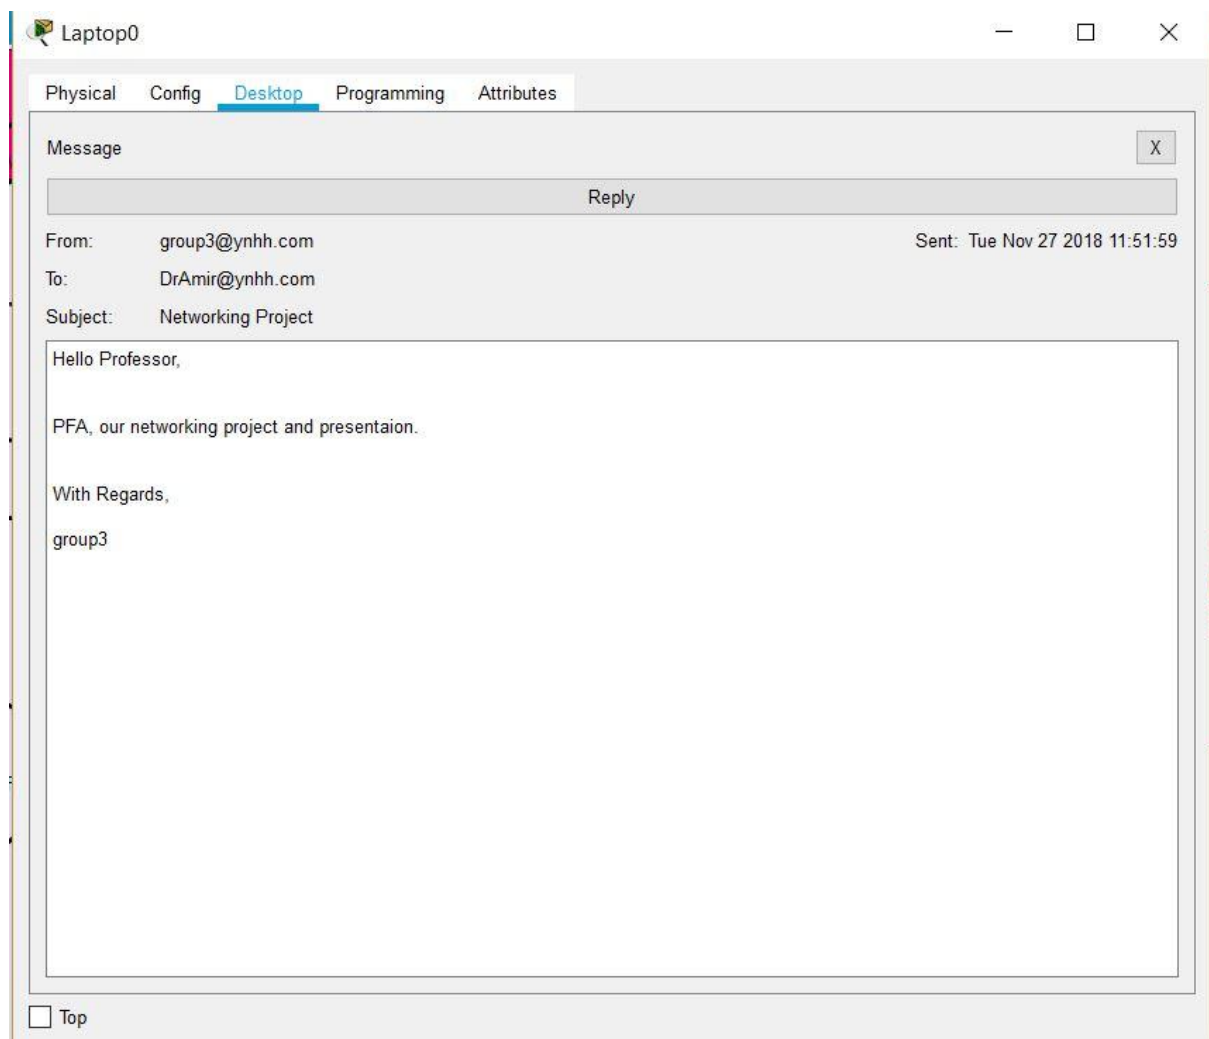 Laptop0
Physical Config Desktop Programming Attributes
Message
X
Reply
From: group3@ynhh.com Sent: Tue Nov 27 2018 11:51:59
To: DrAmir@ynhh.com
Subject: Networking Project
Hello Professor,
PFA, our networking project and presentaion.
With Regards,
group3
Top